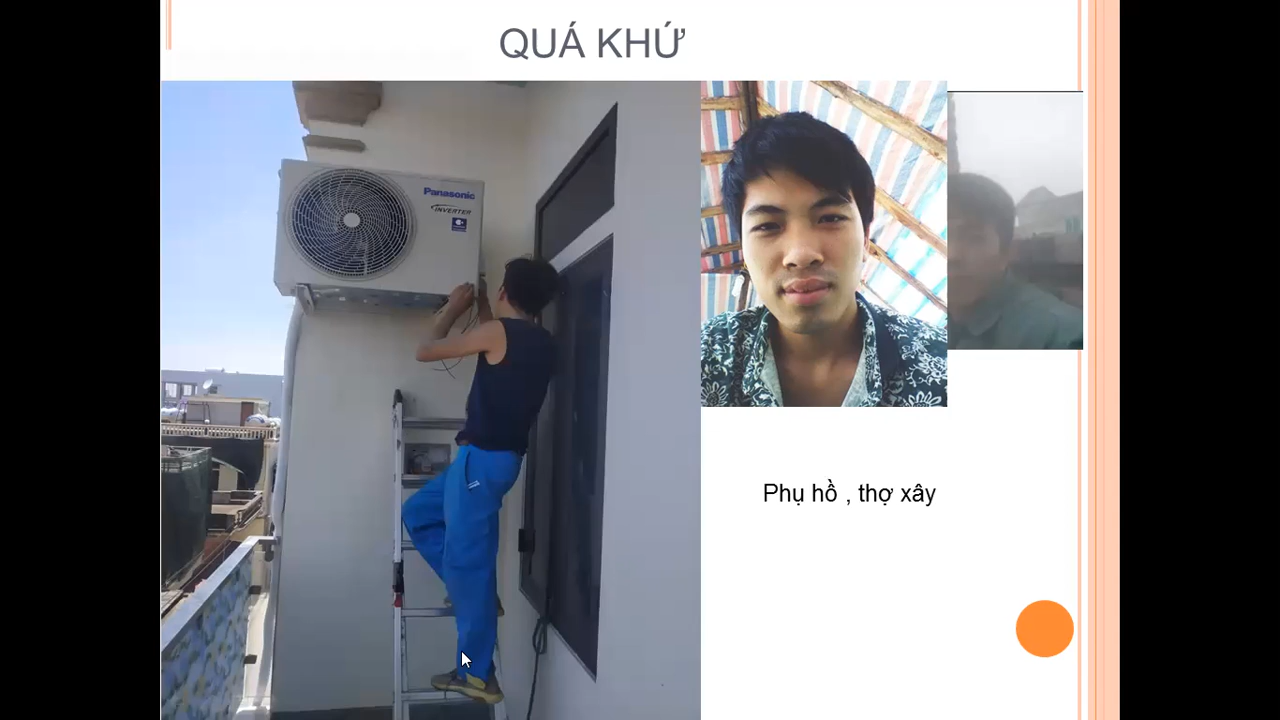 QUÁ KHỨ
Panasonic
INVERTER
Phụ hồ , thợ xây